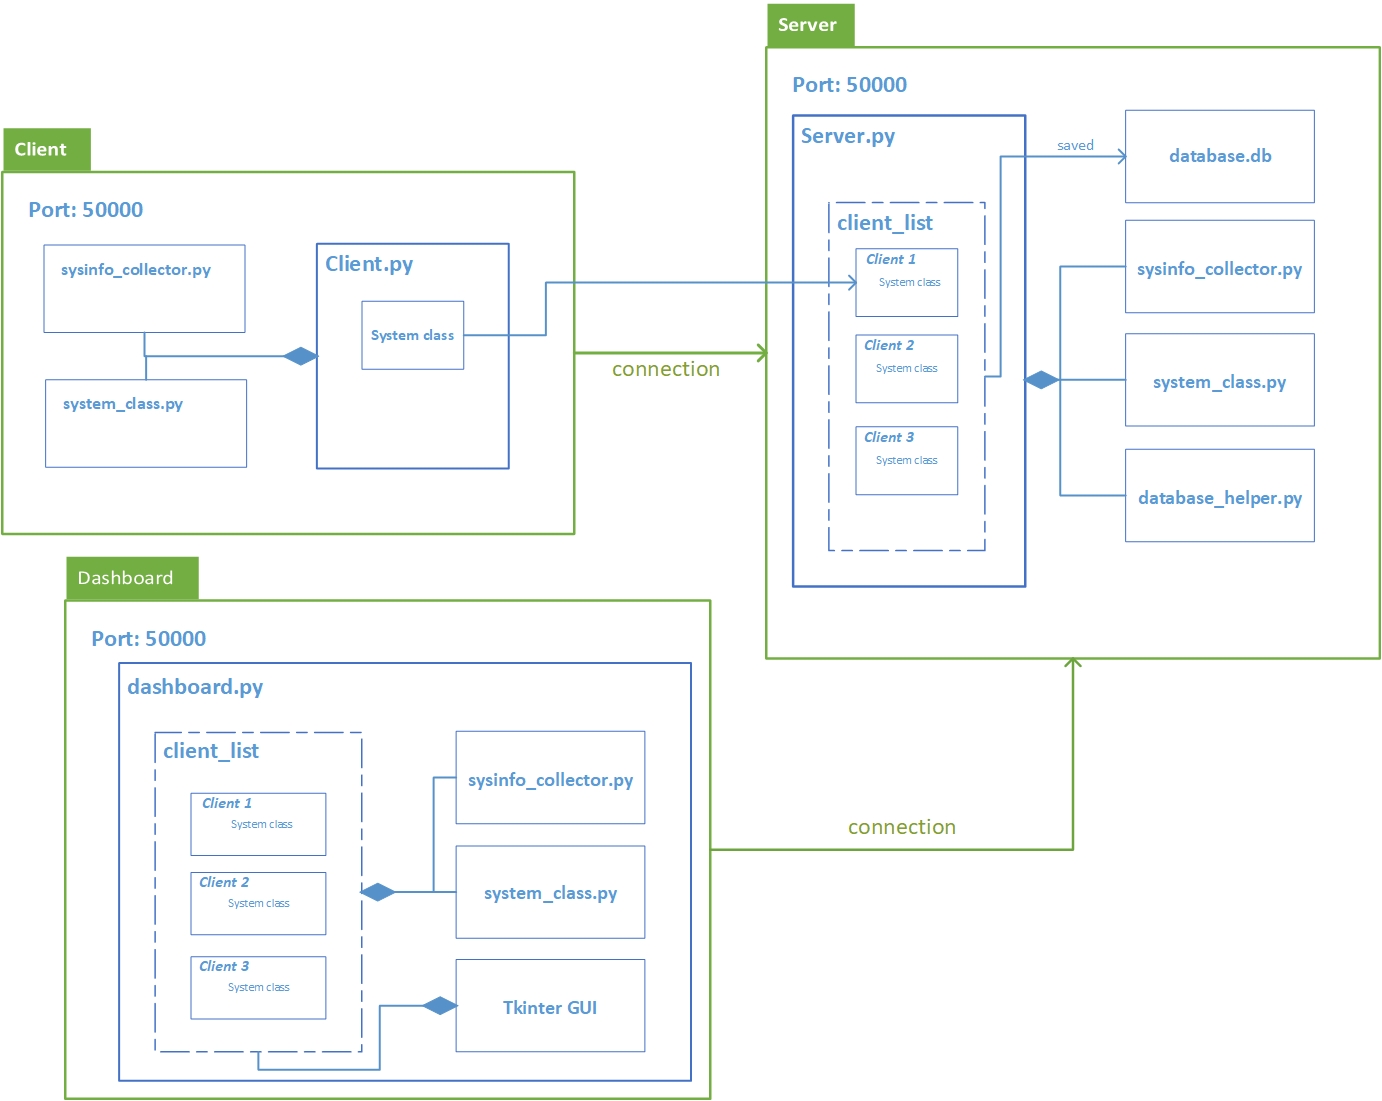 Server
Port: 50000
Server.py
saved
database.db
client_list
Client 1
System class
sysinfo_collector.py
Client 2
System class
system_class.py
Client 3
System class
database_helper.py
Client
Port: 50000
sysinfo_collector.py
Client.py
System class
system_class.py
connection
Dashboard
Port: 50000
dashboard.py
client_list
Client 1
System class
sysinfo_collector.py
Client 2
System class
system_class.py
Client 3
System class
Tkinter GUI
connection